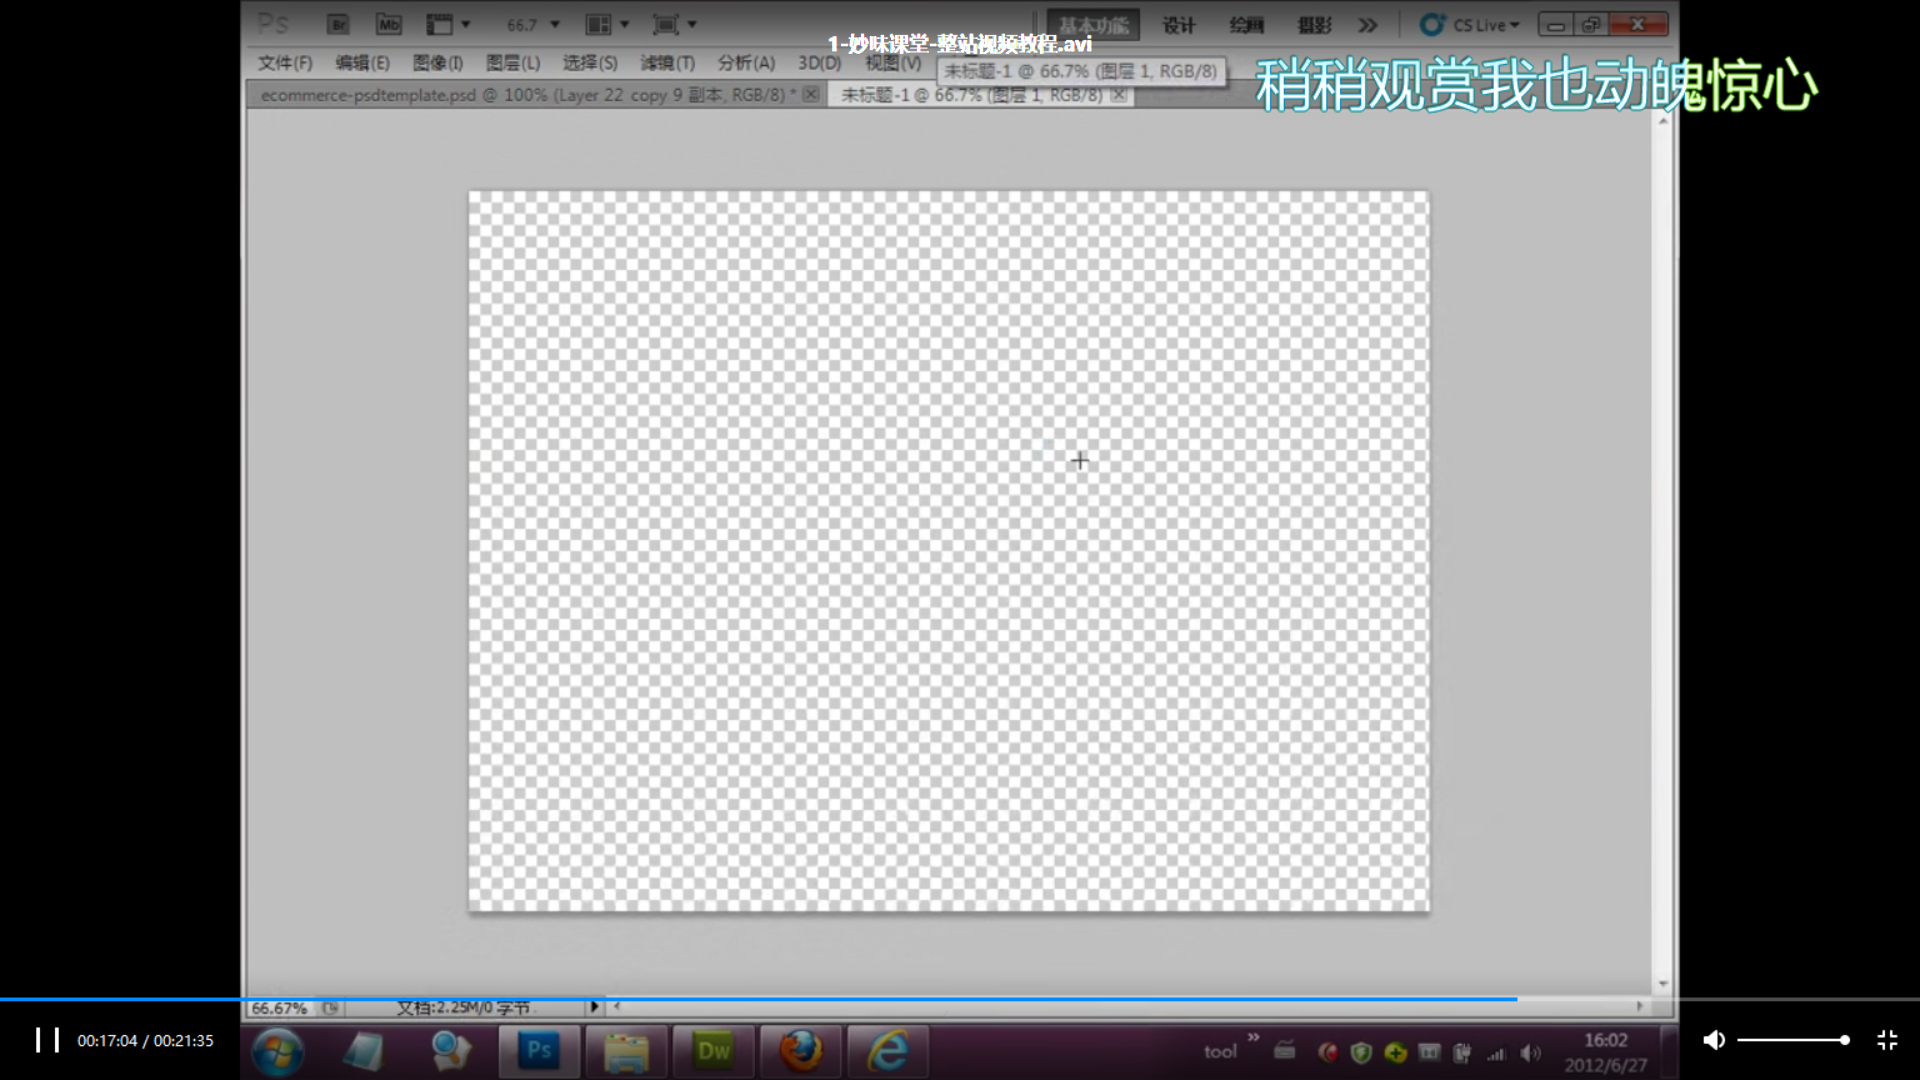 Ps Br Mb 66.7 基本功能 设计 绘画 摄影 CS Live
1-妙味课堂-整站视频教程.avi
文件(F) 编辑(E) 图像(I) 图层(L) 选择(S) 滤镜(T) 分析(A) 3D(D) 视图(V)
未标题-1 @ 66.7% (图层 1, RGB/8)
稍稍观赏我也动魄惊心
ecommerce-psdtemplate.psd @ 100% (Layer 22 copy 9 副本, RGB/8) *
未标题-1 @ 66.7% (图层 1, RGB/8)
66.67% 文档:2.25M/0 字节
00:17:04 / 00:21:35
Ps Dw
tool
16:02
2012/6/27